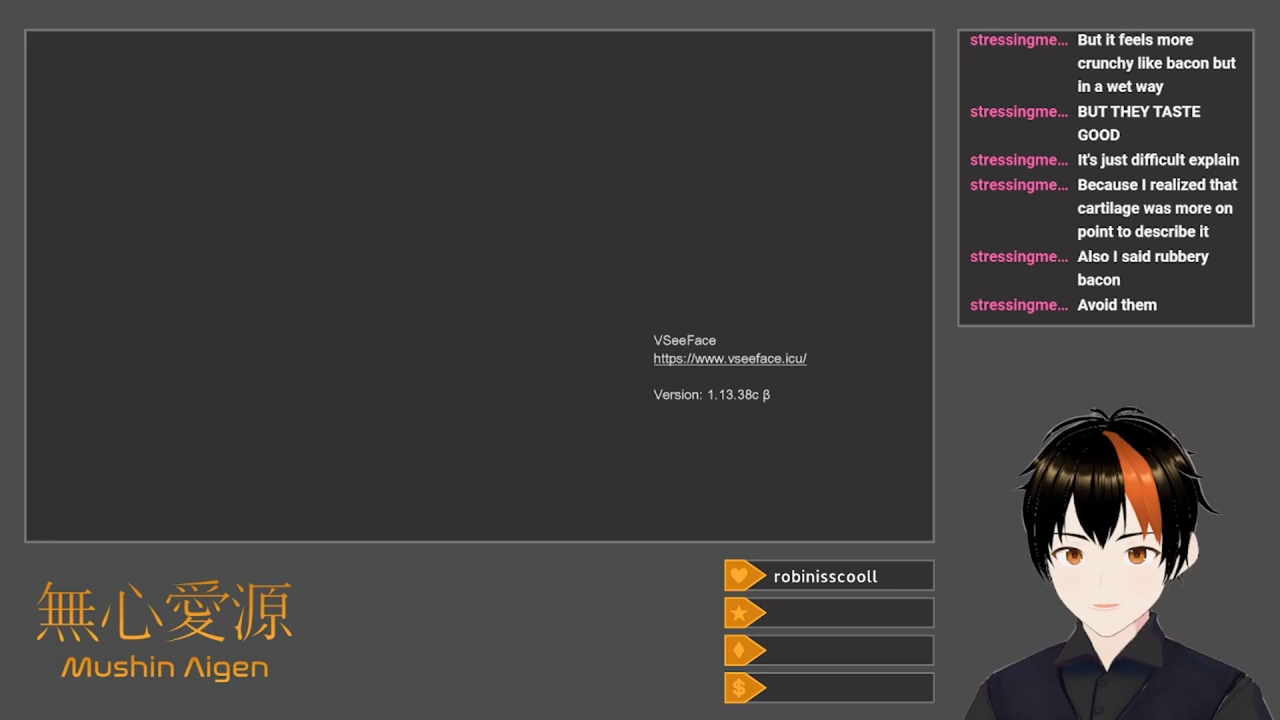 stressingme... But it feels more
crunchy like bacon but
in a wet way
stressingme... BUT THEY TASTE
GOOD
stressingme... It's just difficult explain
stressingme... Because I realized that
cartilage was more on
point to describe it
stressingme... Also I said rubbery
bacon
stressingme... Avoid them
VSeeFace
https://www.vseeface.icu/
Version: 1.13.38c β
robinisscooll
$
無心愛源
Mushin Aigen